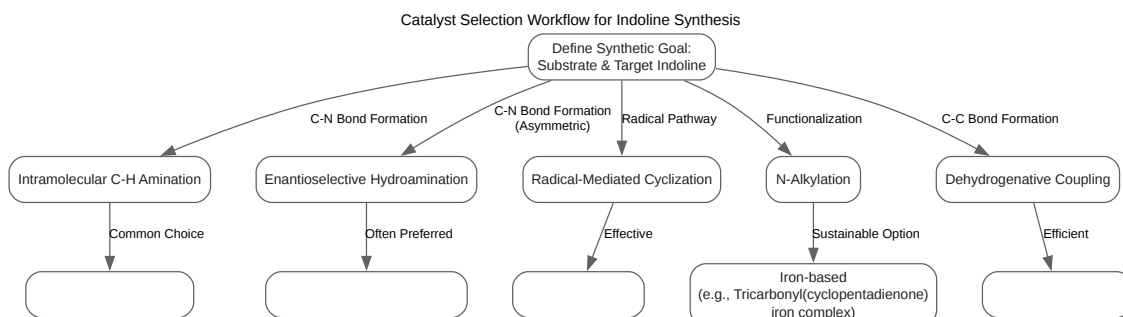 Catalyst Selection Workflow for Indoline Synthesis
Define Synthetic Goal:
Substrate & Target Indoline
C-N Bond Formation
C-N Bond Formation
(Asymmetric)
Radical Pathway
Functionalization
C-C Bond Formation
Intramolecular C-H Amination
Enantioselective Hydroamination
Radical-Mediated Cyclization
N-Alkylation
Dehydrogenative Coupling
Common Choice
Often Preferred
Effective
Sustainable Option
Efficient
Iron-based
(e.g., Tricarbonyl(cyclopentadienone)
iron complex)